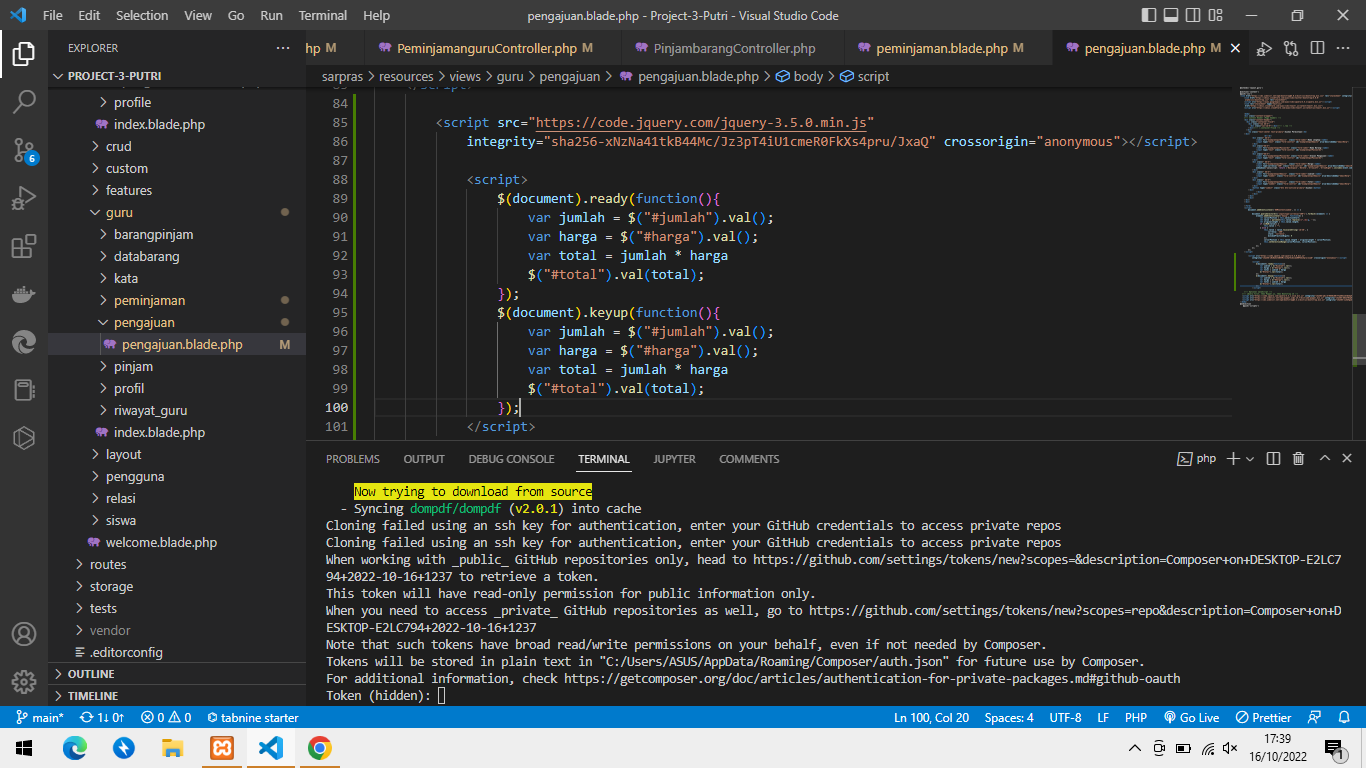 File Edit Selection View Go Run Terminal Help
pengajuan.blade.php - Project-3-Putri - Visual Studio Code
EXPLORER
hp M
PeminjamanguruController.php M
PinjambarangController.php
peminjaman.blade.php M
pengajuan.blade.php M
sarpras > resources > views > guru > pengajuan > pengajuan.blade.php > body > script
PROJECT-3-PUTRI
profile
index.blade.php
crud
custom
features
guru
barangpinjam
databarang
kata
peminjaman
pengajuan
pengajuan.blade.php M
pinjam
profil
riwayat_guru
index.blade.php
layout
pengguna
relasi
siswa
welcome.blade.php
routes
storage
tests
vendor
.editorconfig
OUTLINE
TIMELINE
84
85 <script src="https://code.jquery.com/jquery-3.5.0.min.js"
86 integrity="sha256-xNzNa41tkB44Mc/Jz3pT4iU1cmeR0FkXs4pru/JxaQ" crossorigin="anonymous"></script>
87
88 <script>
89 $(document).ready(function(){
90 var jumlah = $("#jumlah").val();
91 var harga = $("#harga").val();
92 var total = jumlah * harga
93 $("#total").val(total);
94 });
95 $(document).keyup(function(){
96 var jumlah = $("#jumlah").val();
97 var harga = $("#harga").val();
98 var total = jumlah * harga
99 $("#total").val(total);
100 });
101 </script>
PROBLEMS OUTPUT DEBUG CONSOLE TERMINAL JUPYTER COMMENTS
php
Now trying to download from source
- Syncing dompdf/dompdf (v2.0.1) into cache
Cloning failed using an ssh key for authentication, enter your GitHub credentials to access private repos
Cloning failed using an ssh key for authentication, enter your GitHub credentials to access private repos
When working with _public_ GitHub repositories only, head to https://github.com/settings/tokens/new?scopes=&description=Composer+on+DESKTOP-E2LC7
94+2022-10-16+1237 to retrieve a token.
This token will have read-only permission for public information only.
When you need to access _private_ GitHub repositories as well, go to https://github.com/settings/tokens/new?scopes=repo&description=Composer+on+D
ESKTOP-E2LC794+2022-10-16+1237
Note that such tokens have broad read/write permissions on your behalf, even if not needed by Composer.
Tokens will be stored in plain text in "C:/Users/ASUS/AppData/Roaming/Composer/auth.json" for future use by Composer.
For additional information, check https://getcomposer.org/doc/articles/authentication-for-private-packages.md#github-oauth
Token (hidden):
6
main* 1↓ 0↑ 0 0 tabnine starter
Ln 100, Col 20 Spaces: 4 UTF-8 LF PHP Go Live Prettier
17:39
16/10/2022
1